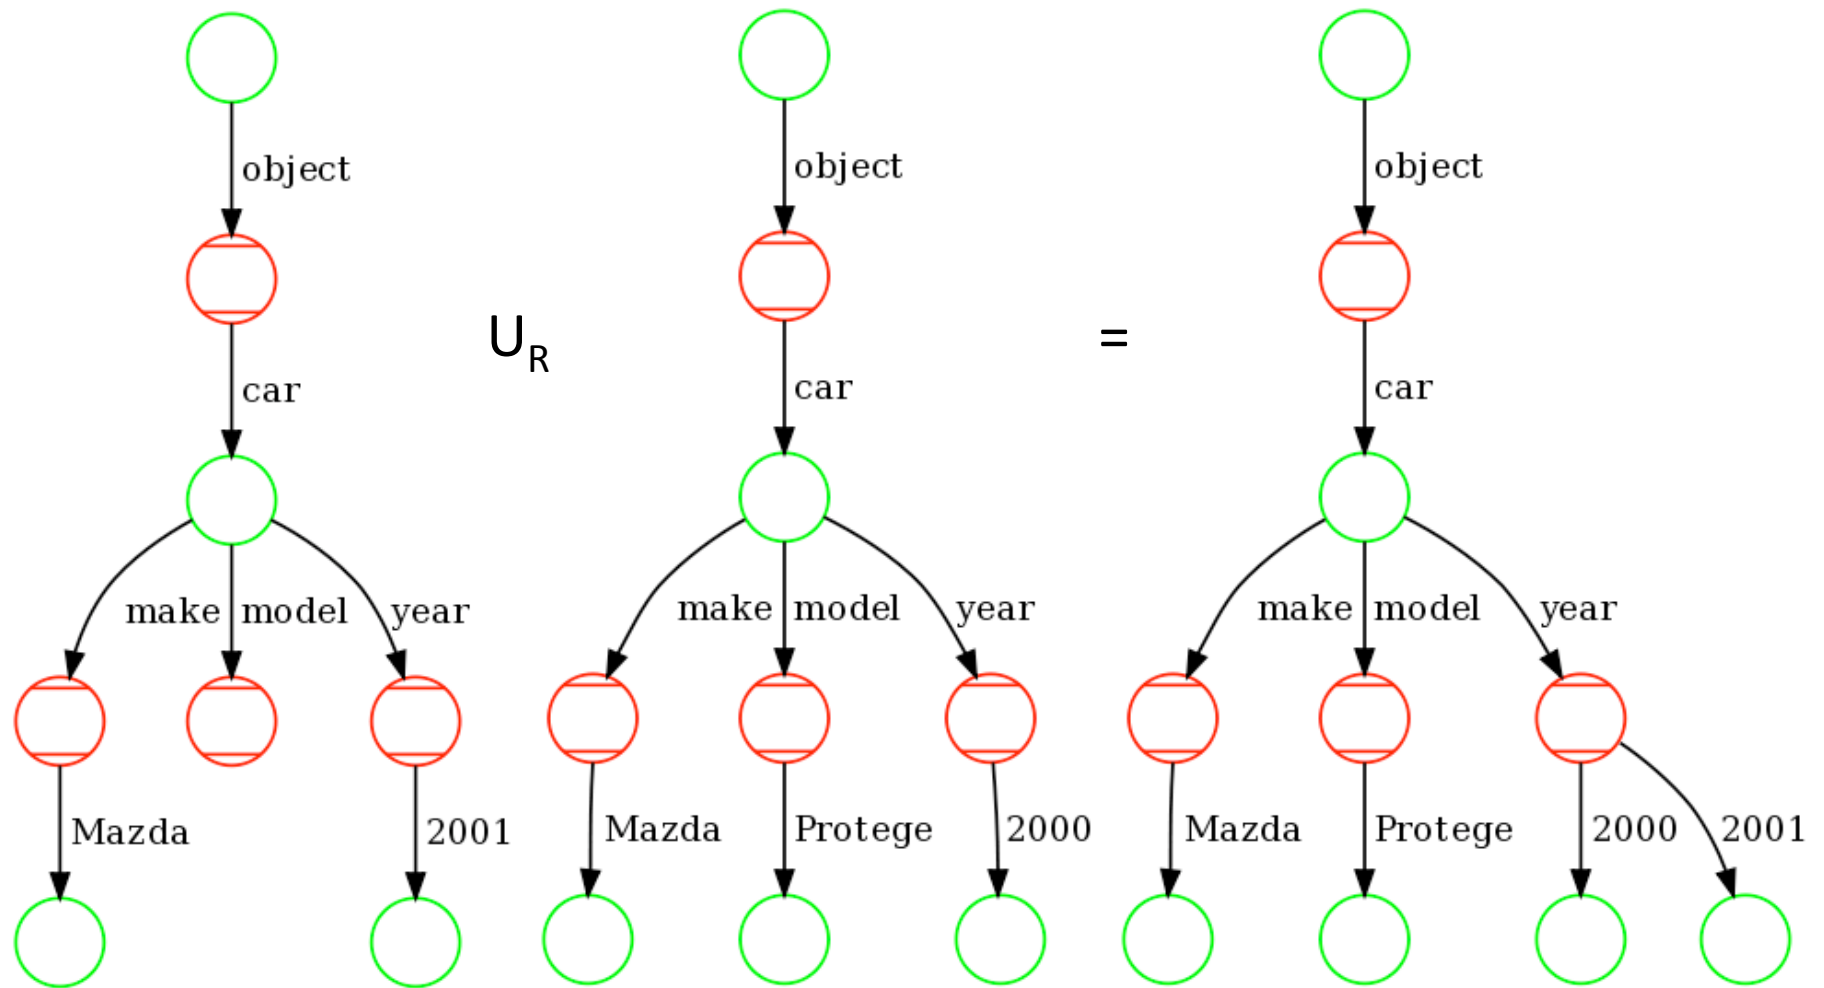 object object object
U_R =
car car car
make model year make model year make model year
Mazda 2001 Mazda Protege 2000 Mazda Protege 2000 2001